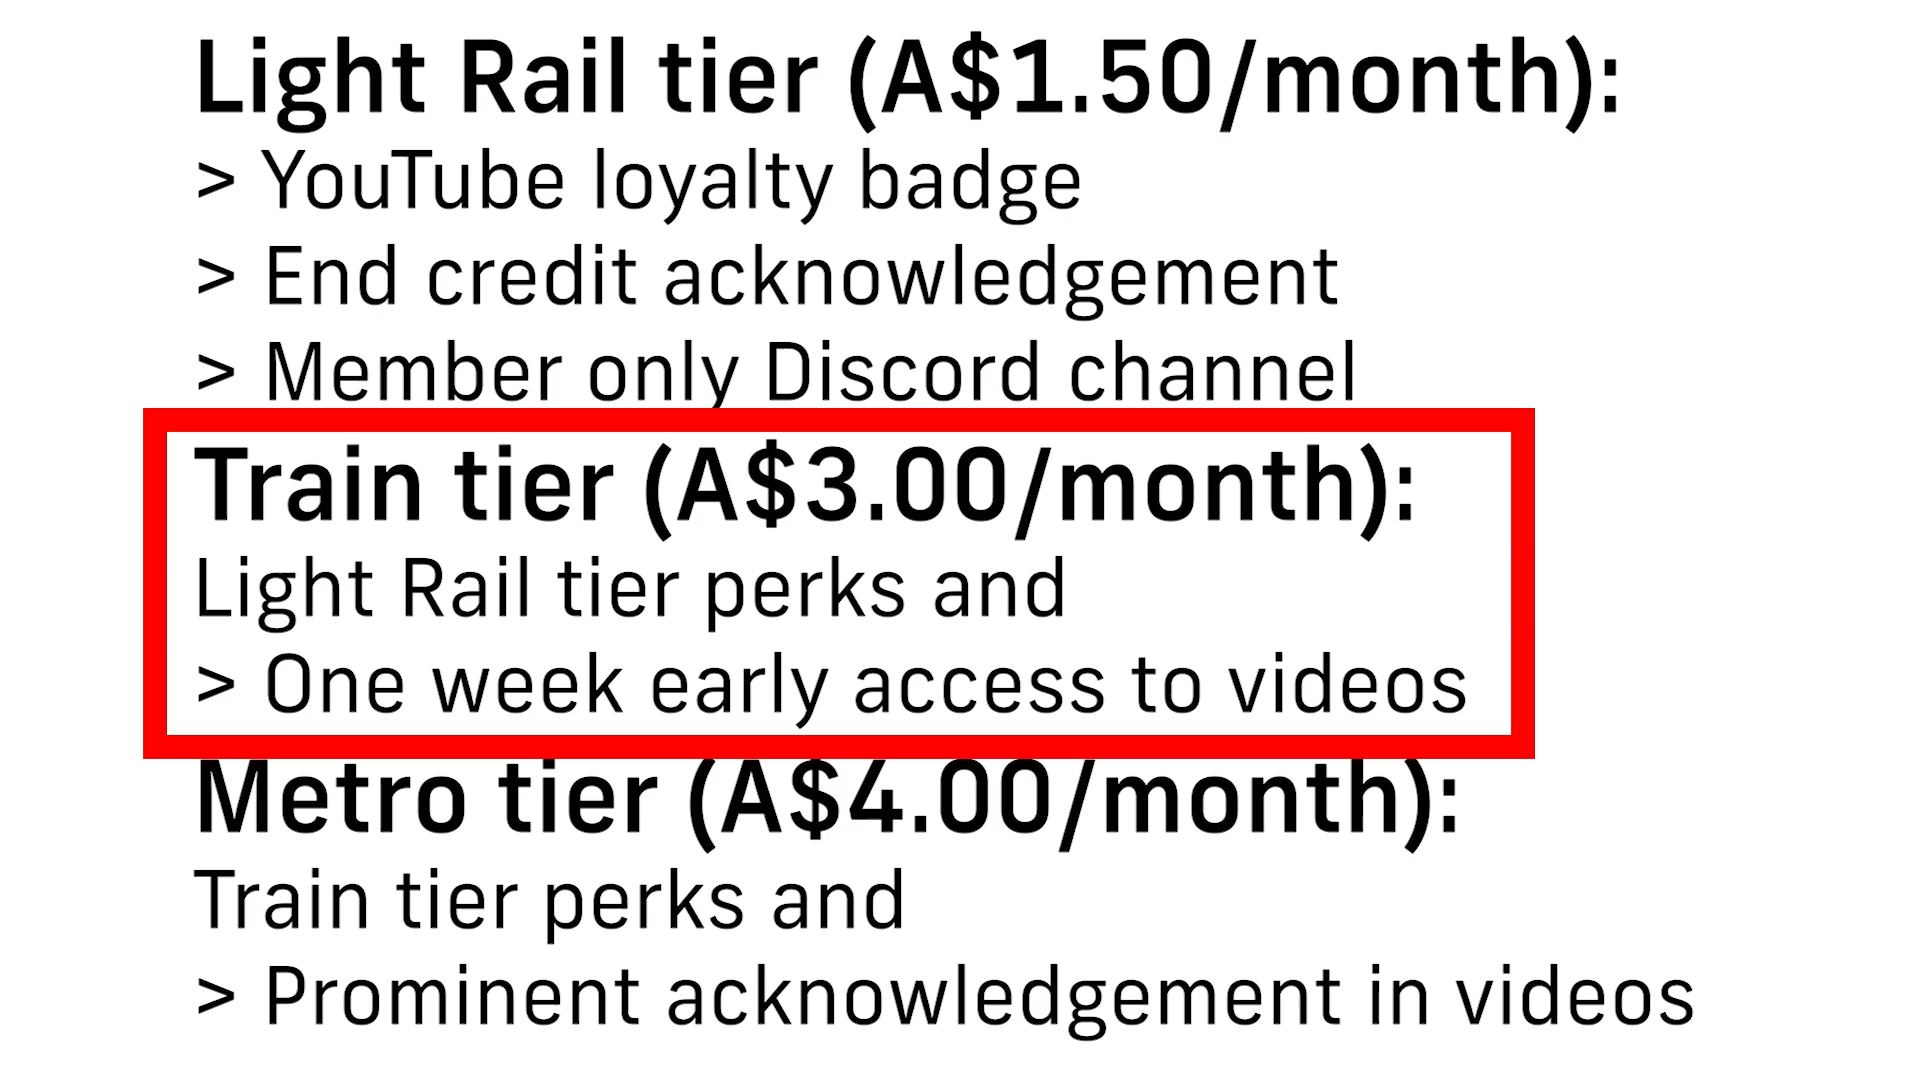 Light Rail tier (A$1.50/month):
> YouTube loyalty badge
> End credit acknowledgement
> Member only Discord channel
Train tier (A$3.00/month):
Light Rail tier perks and
> One week early access to videos
Metro tier (A$4.00/month):
Train tier perks and
> Prominent acknowledgement in videos